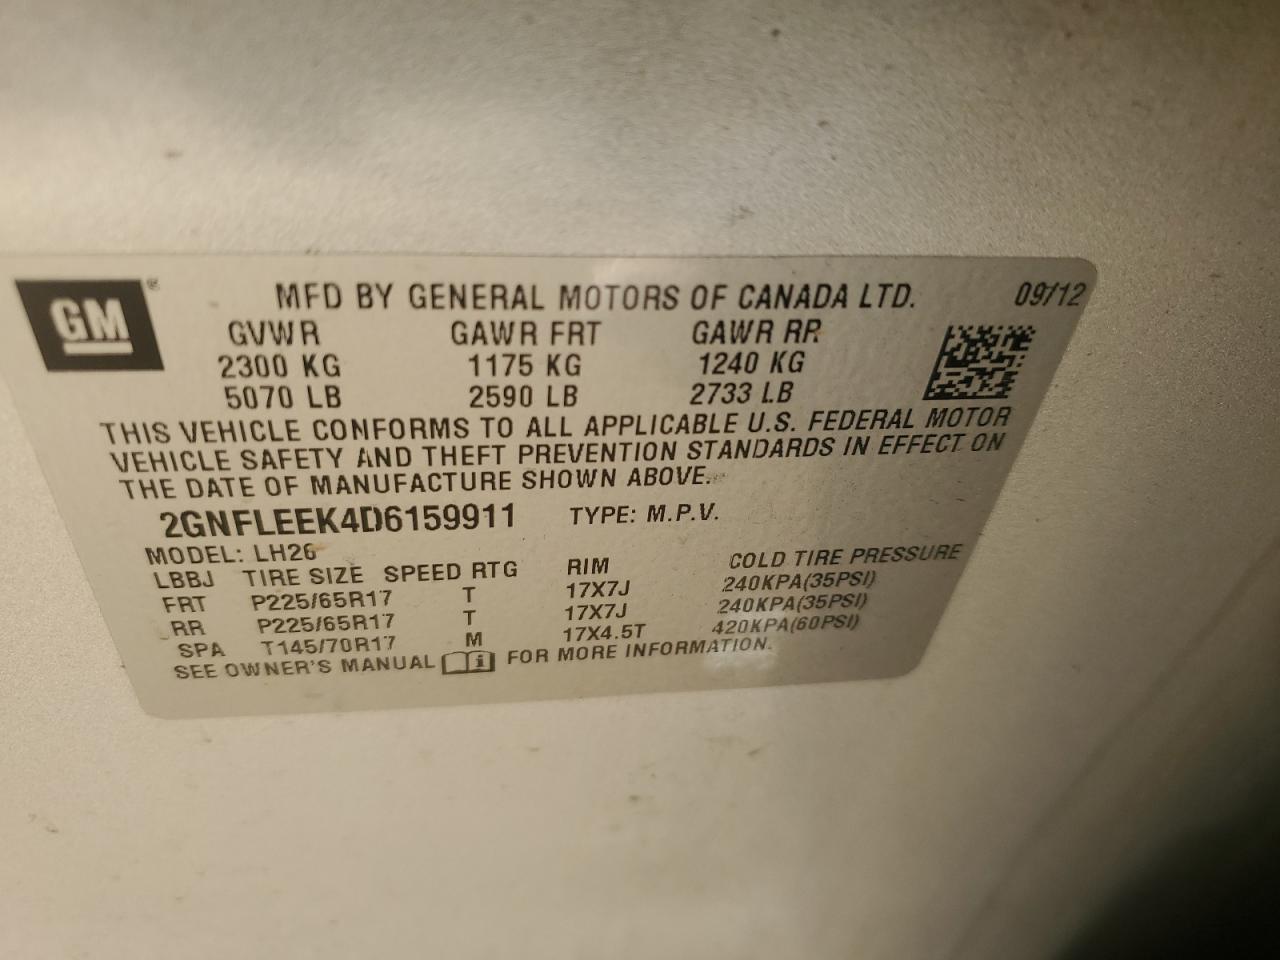 GM®
MFD BY GENERAL MOTORS OF CANADA LTD. 09/12
GVWR GAWR FRT GAWR RR
2300 KG 1175 KG 1240 KG
5070 LB 2590 LB 2733 LB
THIS VEHICLE CONFORMS TO ALL APPLICABLE U.S. FEDERAL MOTOR
VEHICLE SAFETY AND THEFT PREVENTION STANDARDS IN EFFECT ON
THE DATE OF MANUFACTURE SHOWN ABOVE.
2GNFLEEK4D6159911 TYPE: M.P.V.
MODEL: LH26
LBBJ TIRE SIZE SPEED RTG RIM COLD TIRE PRESSURE
FRT P225/65R17 T 17X7J 240KPA(35PSI)
RR P225/65R17 T 17X7J 240KPA(35PSI)
SPA T145/70R17 M 17X4.5T 420KPA(60PSI)
SEE OWNER'S MANUAL i FOR MORE INFORMATION.